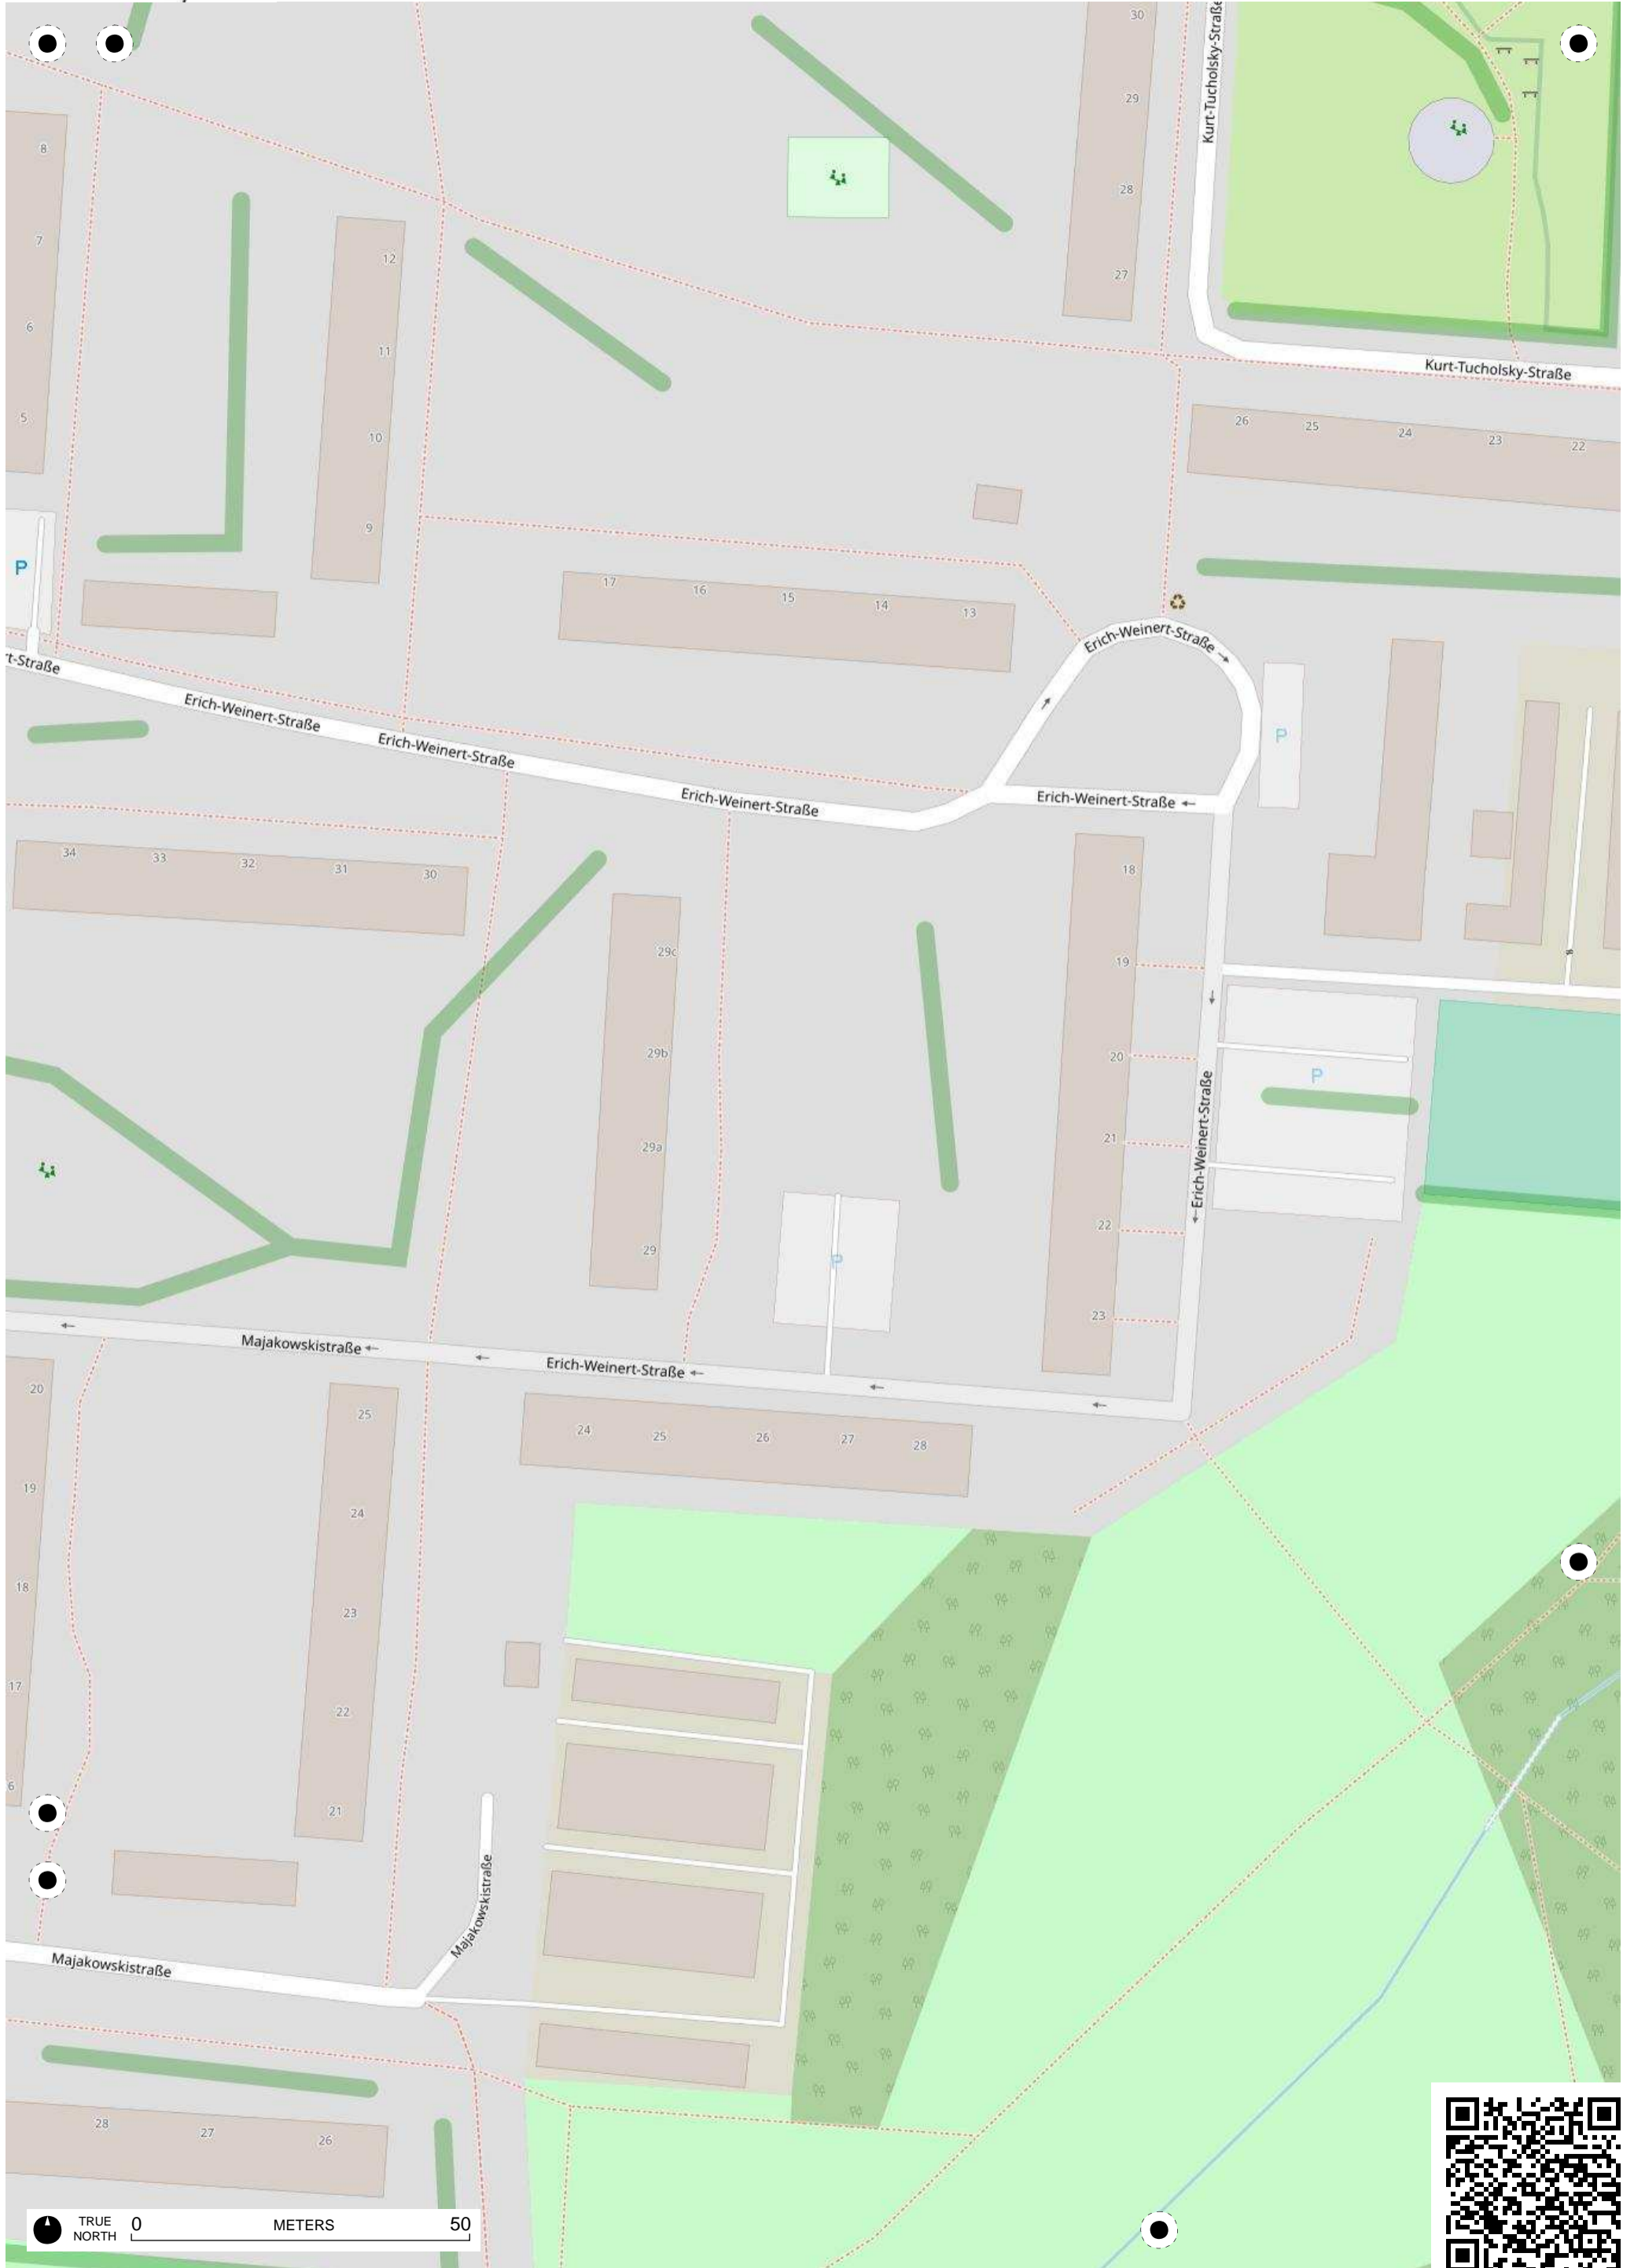 30
Kurt-Tucholsky-Straße
29
8
28
7
12
27
6
11
Kurt-Tucholsky-Straße
5
26
25
24
23
22
10
9
P
17
16
15
14
13
Erich-Weinert-Straße
rt-Straße
Erich-Weinert-Straße
Erich-Weinert-Straße
P
Erich-Weinert-Straße
Erich-Weinert-Straße
34
33
32
31
30
18
29c
19
29b
20
P
Erich-Weinert-Straße
29a
21
22
29
P
23
Majakowskistraße
Erich-Weinert-Straße
20
25
24
25
26
27
28
19
24
18
23
17
22
6
21
Majakowskistraße
Majakowskistraße
28
27
26
TRUE NORTH
0 METERS 50